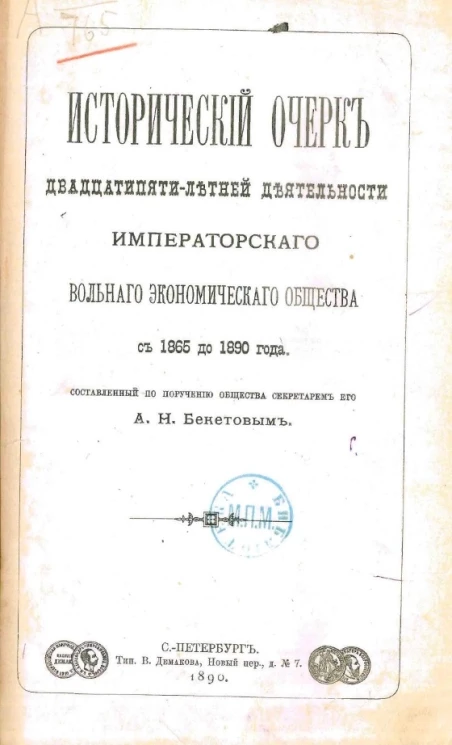 765
ИСТОРИЧЕСКІЙ ОЧЕРКЪ
ДВАДЦАТИПЯТИ-ЛѢТНЕЙ ДѢЯТЕЛЬНОСТИ
ИМПЕРАТОРСКАГО
ВОЛЬНАГО ЭКОНОМИЧЕСКАГО ОБЩЕСТВА
съ 1865 до 1890 года.
СОСТАВЛЕННЫЙ ПО ПОРУЧЕНІЮ ОБЩЕСТВА СЕКРЕТАРЕМЪ ЕГО
А. Н. Бекетовымъ.
М.П.М.
С.-ПЕТЕРБУРГЪ.
Тип. В. Демакова, Новый пер., д. № 7.
1890.